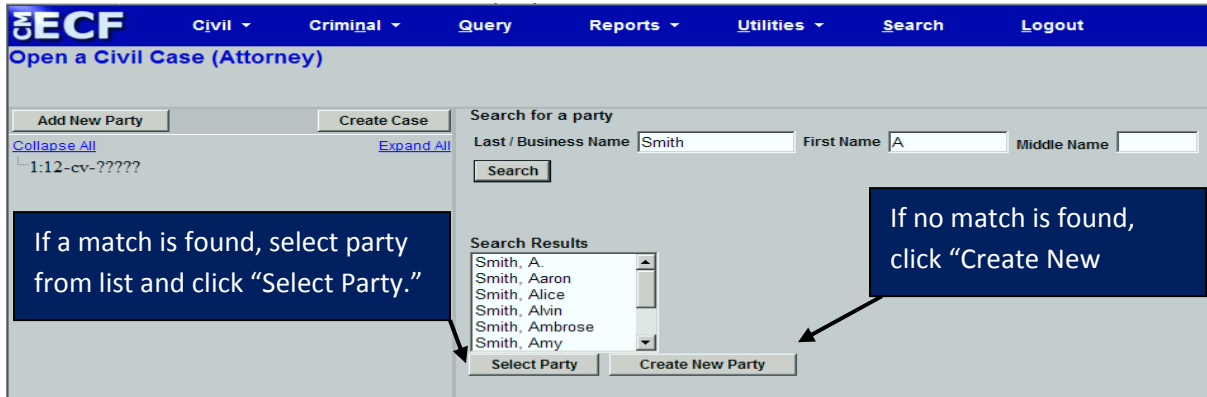 CM ECF Civil Criminal Query Reports Utilities Search Logout
Open a Civil Case (Attorney)
Add New Party Create Case
Collapse All Expand All
1:12-cv-?????
Search for a party
Last / Business Name Smith First Name A Middle Name
Search
If a match is found, select party
from list and click “Select Party.”
Search Results
Smith, A.
Smith, Aaron
Smith, Alice
Smith, Alvin
Smith, Ambrose
Smith, Amy
Select Party Create New Party
If no match is found,
click “Create New